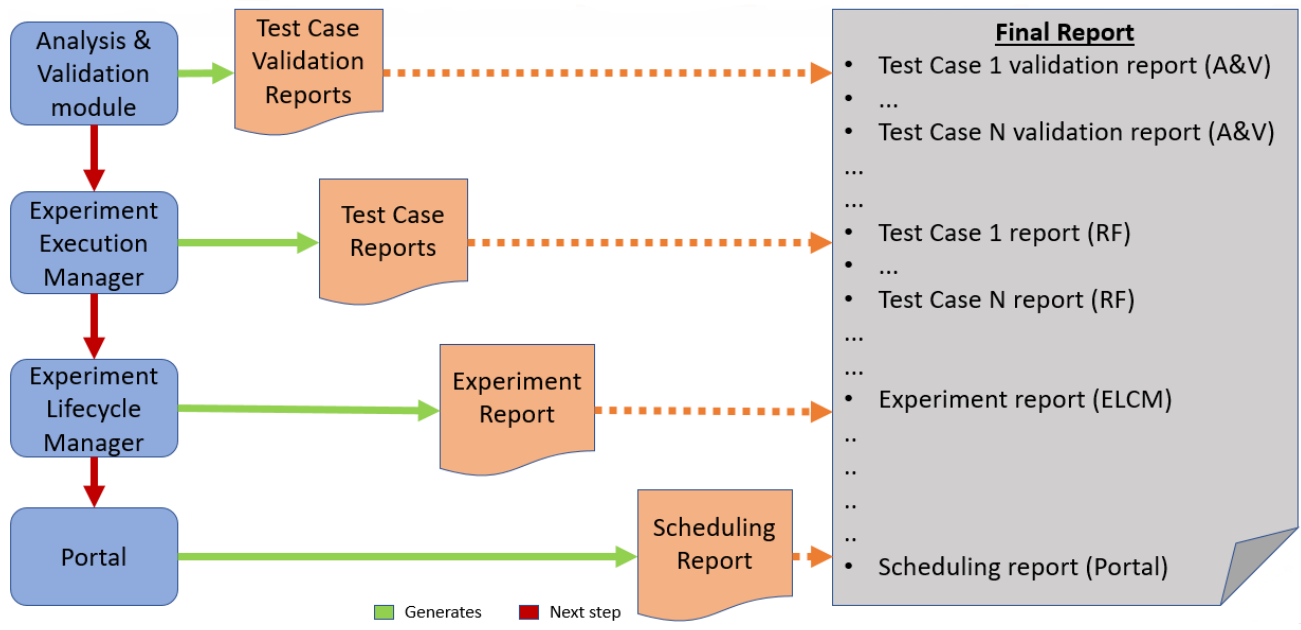 Analysis &
Validation
module
Test Case
Validation
Reports
Experiment
Execution
Manager
Test Case
Reports
Experiment
Lifecycle
Manager
Experiment
Report
Portal
Scheduling
Report
Generates
Next step
Final Report
• Test Case 1 validation report (A&V)
• ...
• Test Case N validation report (A&V)
...
...
• Test Case 1 report (RF)
• ...
• Test Case N report (RF)
...
...
• Experiment report (ELCM)
..
..
..
..
• Scheduling report (Portal)